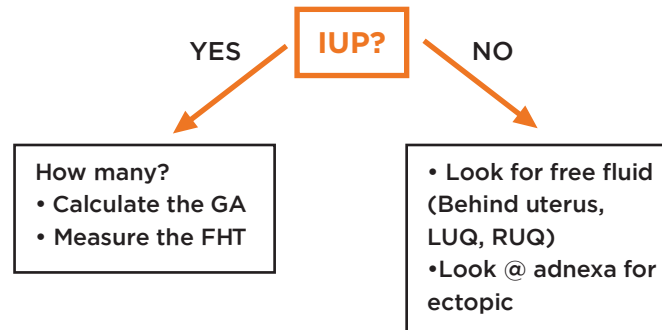 IUP?
YES
NO
How many?
• Calculate the GA
• Measure the FHT
• Look for free fluid
(Behind uterus,
LUQ, RUQ)
•Look @ adnexa for
ectopic